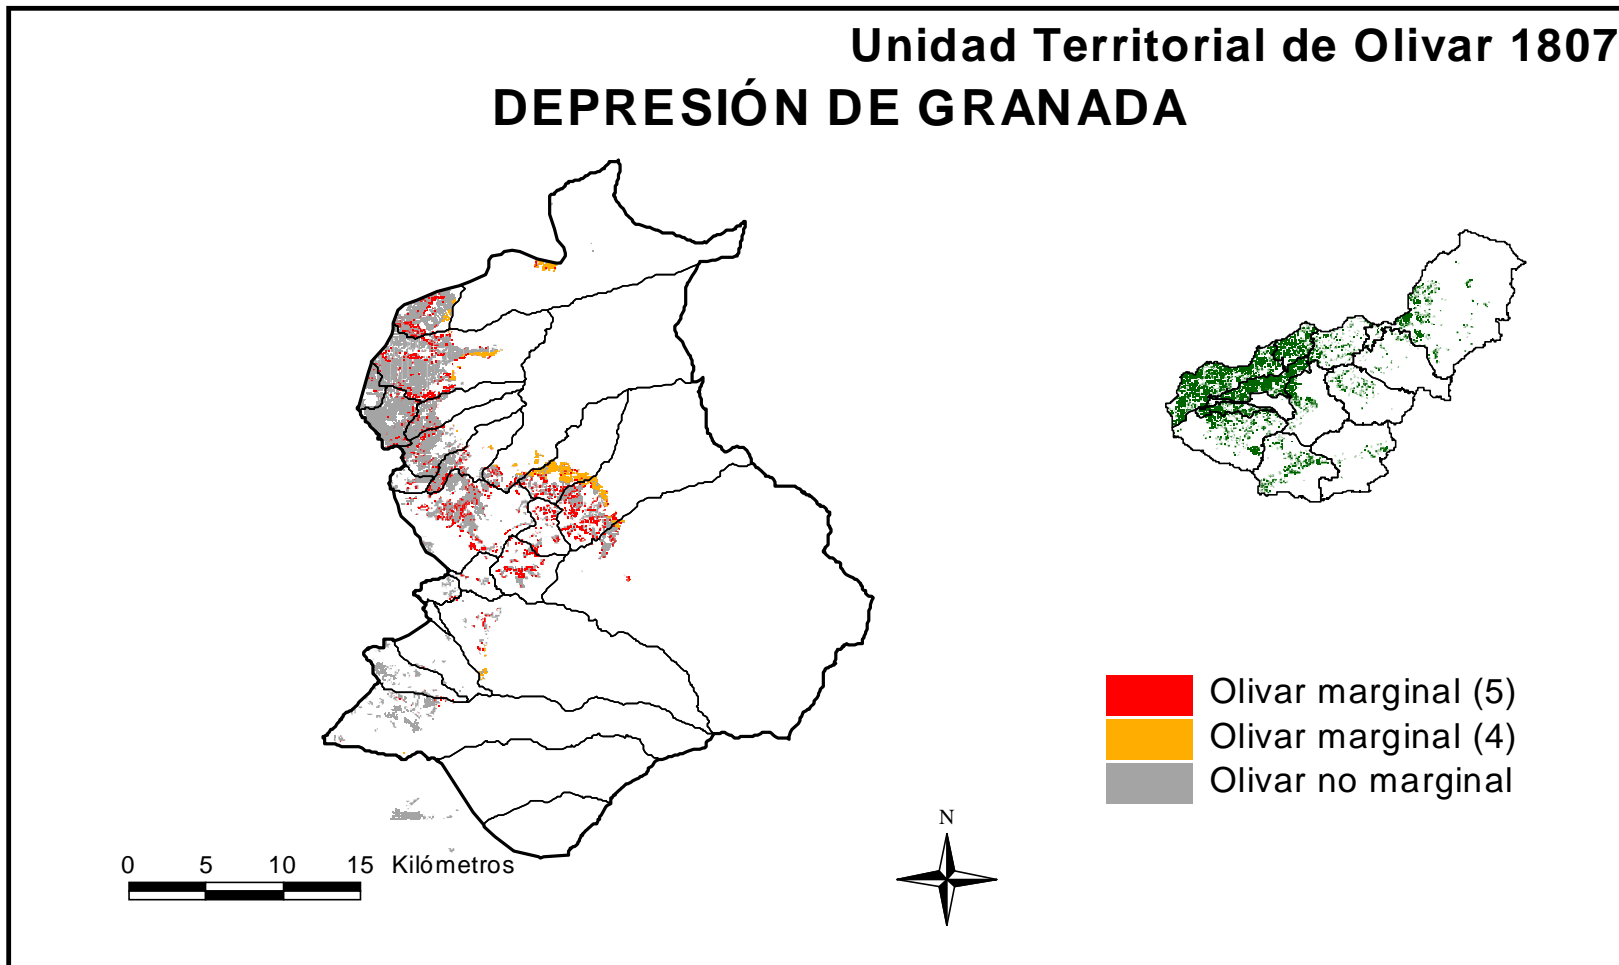 Unidad Territorial de Olivar 1807
DEPRESIÓN DE GRANADA
Olivar marginal (5)
Olivar marginal (4)
Olivar no marginal
N
0 5 10 15 Kilómetros